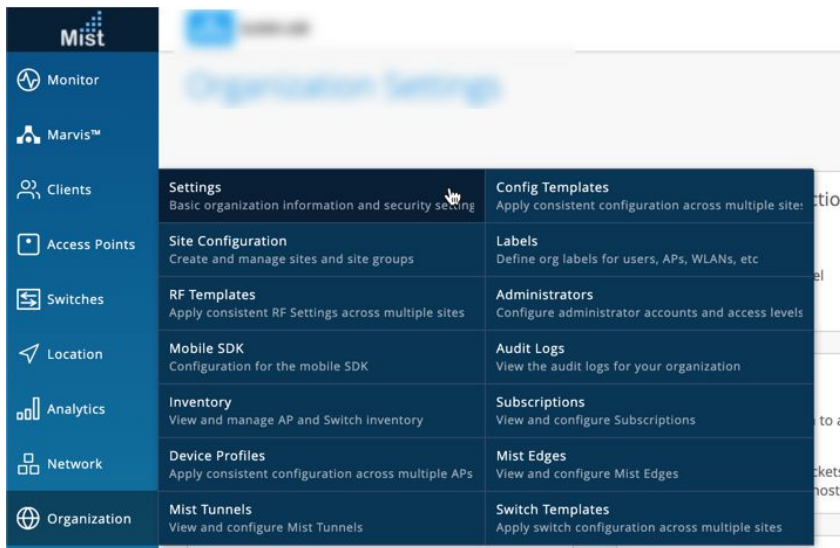 Mist
Organization Settings
Monitor
Marvis™
Clients
Access Points
Switches
Location
Analytics
Network
Organization
Settings
Basic organization information and security setting
Site Configuration
Create and manage sites and site groups
RF Templates
Apply consistent RF Settings across multiple sites
Mobile SDK
Configuration for the mobile SDK
Inventory
View and manage AP and Switch inventory
Device Profiles
Apply consistent configuration across multiple APs
Mist Tunnels
View and configure Mist Tunnels
Config Templates
Apply consistent configuration across multiple sites
Labels
Define org labels for users, APs, WLANs, etc
Administrators
Configure administrator accounts and access levels
Audit Logs
View the audit logs for your organization
Subscriptions
View and configure Subscriptions
Mist Edges
View and configure Mist Edges
Switch Templates
Apply switch configuration across multiple sites